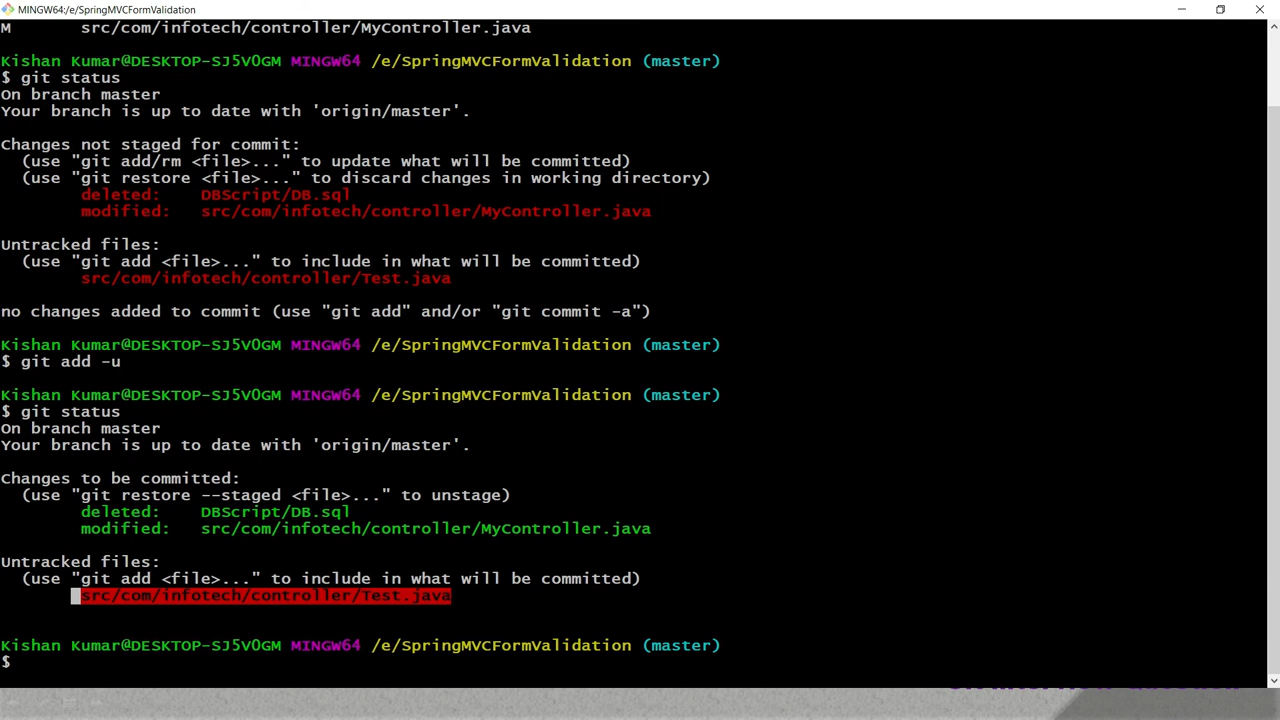 MINGW64:/e/SpringMVCFormValidation
M src/com/infotech/controller/MyController.java
Kishan Kumar@DESKTOP-SJ5V0GM MINGW64 /e/SpringMVCFormValidation (master)
$ git status
On branch master
Your branch is up to date with 'origin/master'.
Changes not staged for commit:
(use "git add/rm <file>..." to update what will be committed)
(use "git restore <file>..." to discard changes in working directory)
deleted: DBScript/DB.sql
modified: src/com/infotech/controller/MyController.java
Untracked files:
(use "git add <file>..." to include in what will be committed)
src/com/infotech/controller/Test.java
no changes added to commit (use "git add" and/or "git commit -a")
Kishan Kumar@DESKTOP-SJ5V0GM MINGW64 /e/SpringMVCFormValidation (master)
$ git add -u
Kishan Kumar@DESKTOP-SJ5V0GM MINGW64 /e/SpringMVCFormValidation (master)
$ git status
On branch master
Your branch is up to date with 'origin/master'.
Changes to be committed:
(use "git restore --staged <file>..." to unstage)
deleted: DBScript/DB.sql
modified: src/com/infotech/controller/MyController.java
Untracked files:
(use "git add <file>..." to include in what will be committed)
src/com/infotech/controller/Test.java
Kishan Kumar@DESKTOP-SJ5V0GM MINGW64 /e/SpringMVCFormValidation (master)
$